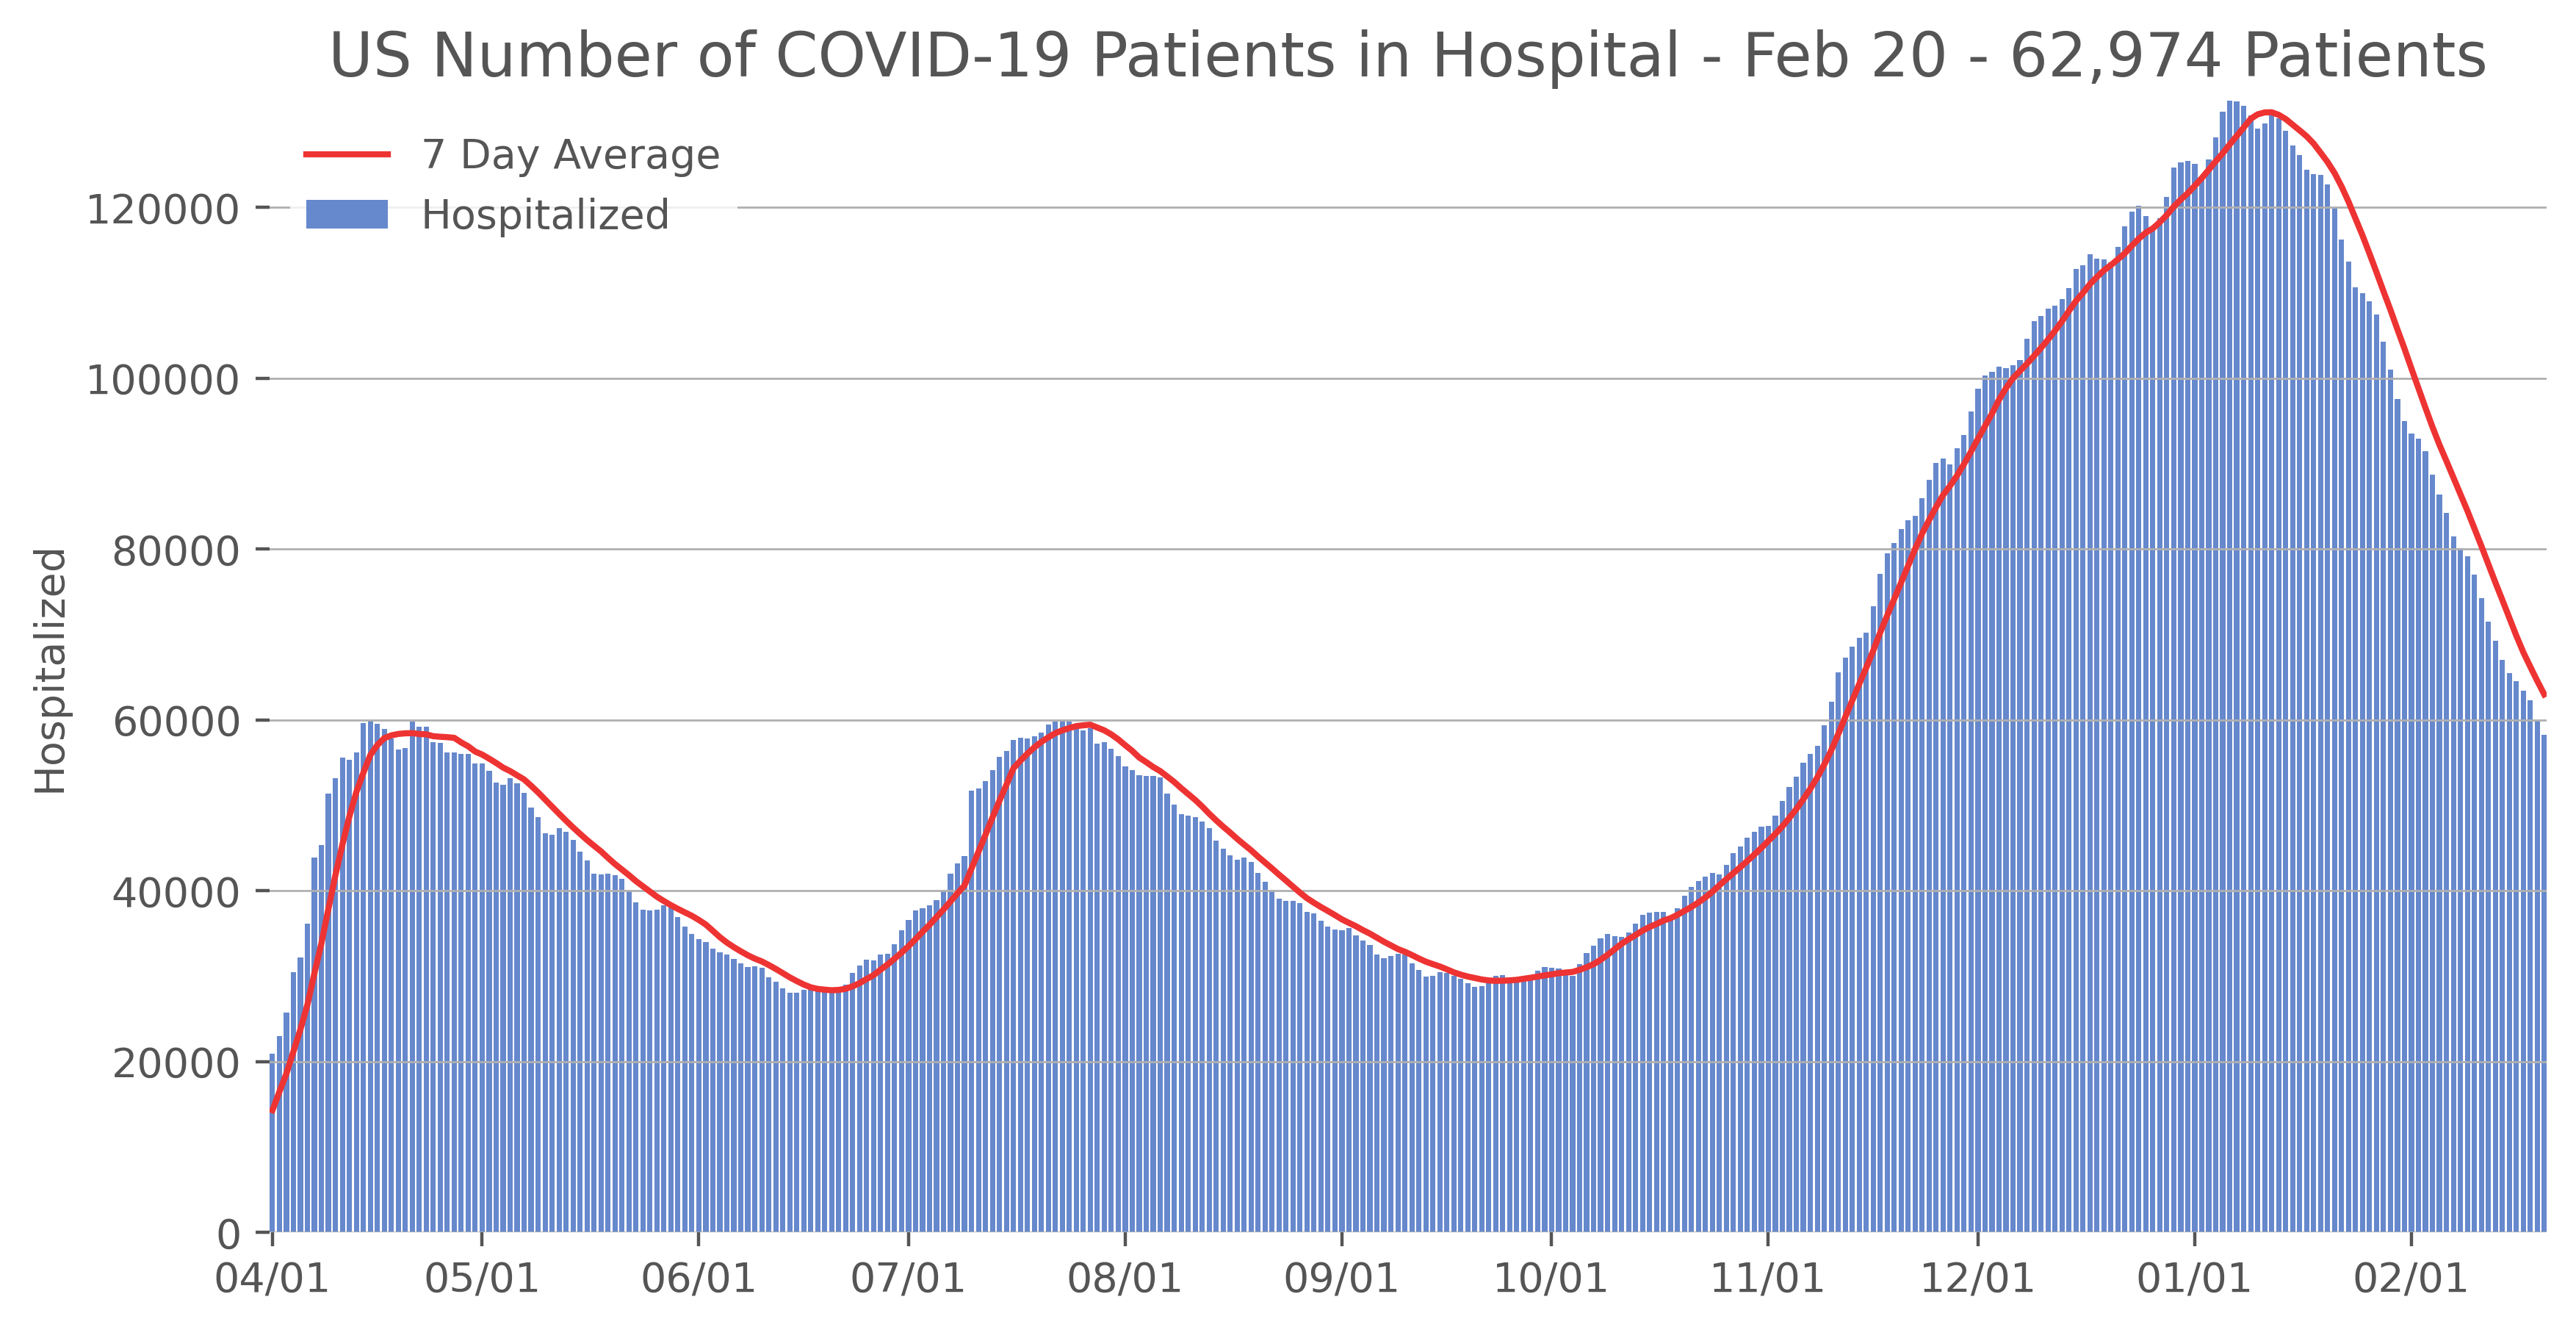 US Number of COVID-19 Patients in Hospital - Feb 20 - 62,974 Patients
7 Day Average
Hospitalized
120000
100000
80000
60000
40000
20000
0
Hospitalized
04/01 05/01 06/01 07/01 08/01 09/01 10/01 11/01 12/01 01/01 02/01